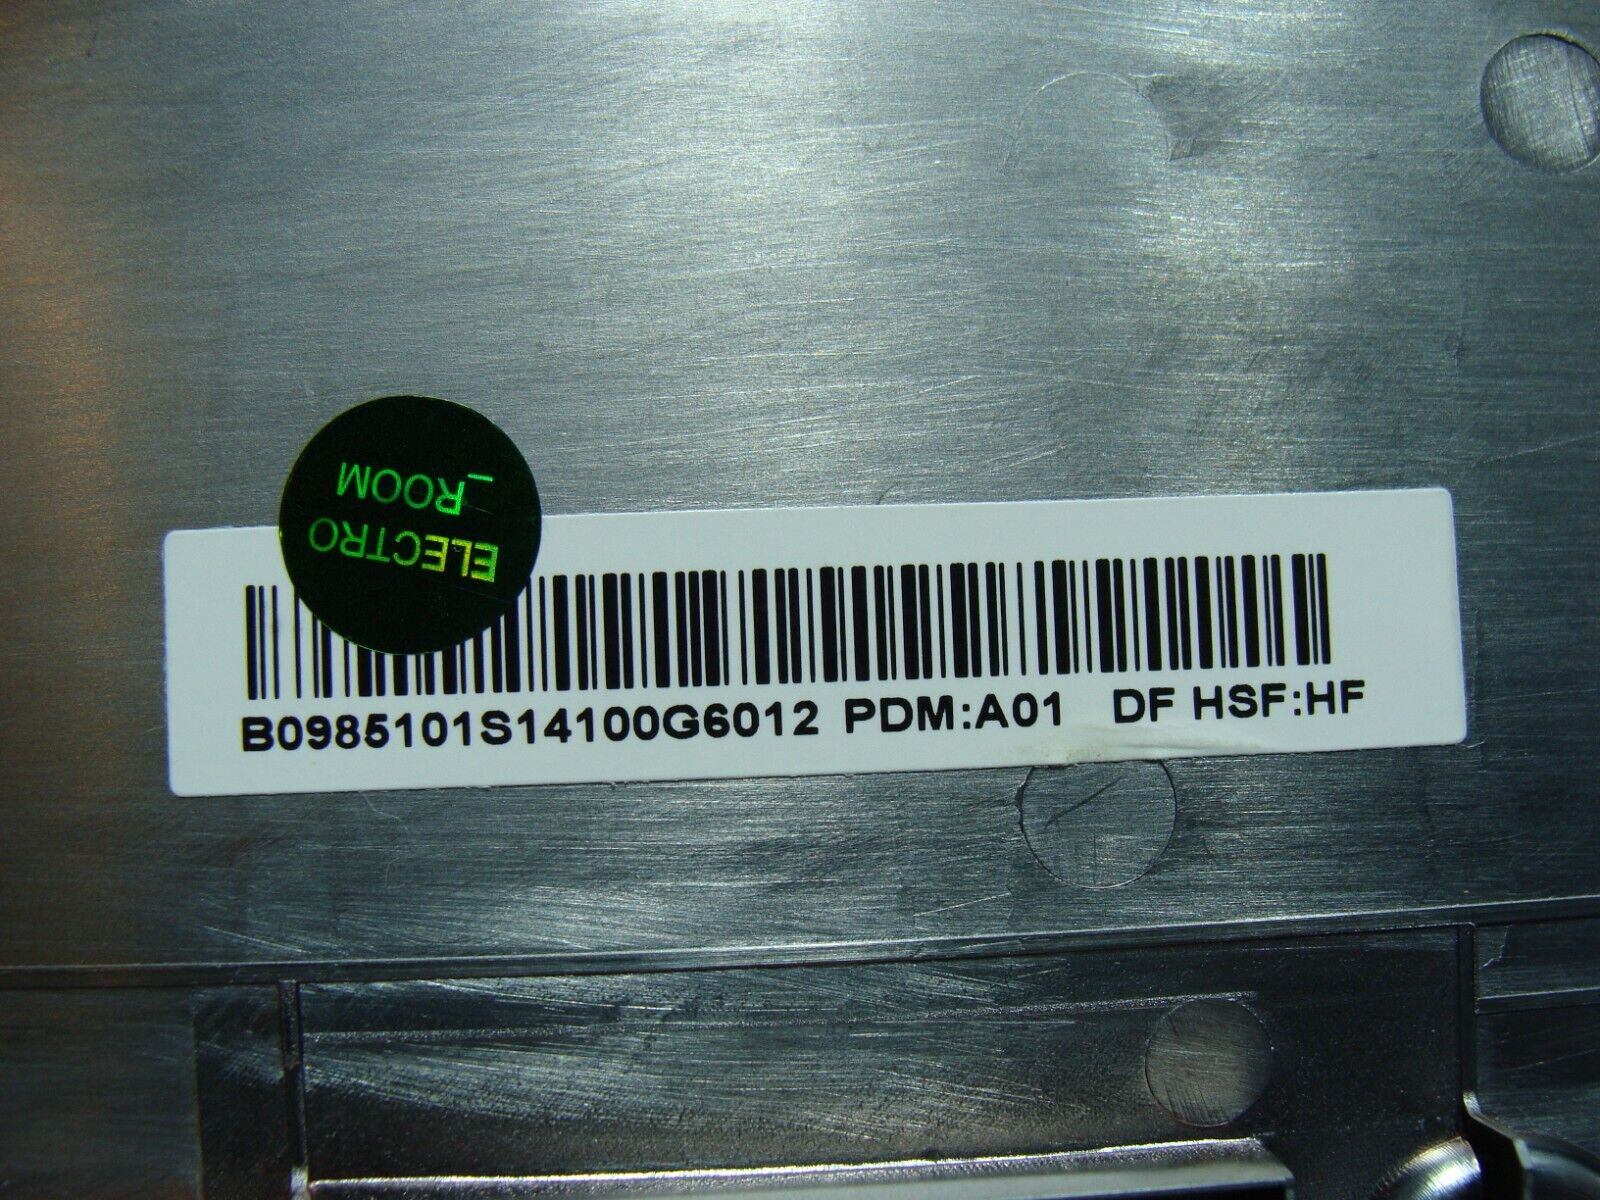 ELECTRO
_ROOM
B0985101S14100G6012 PDM:A01 DF HSF:HF